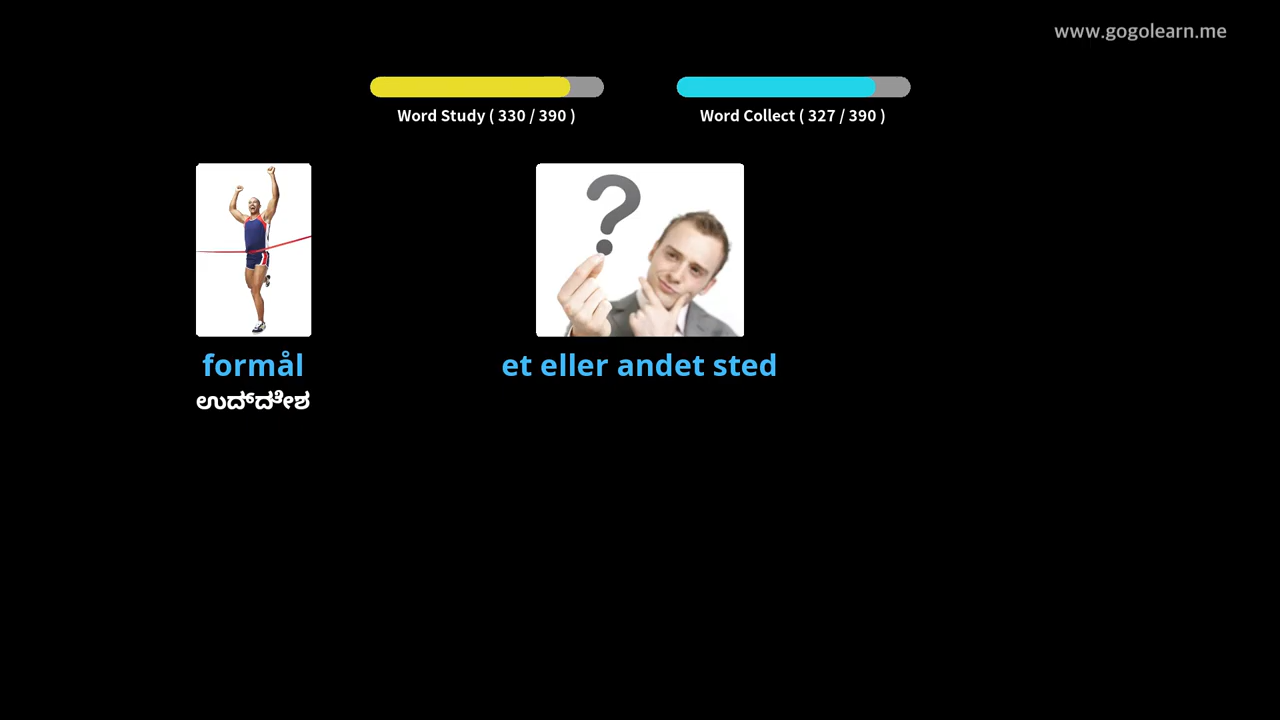 www.gogolearn.me
Word Study ( 330 / 390 )
Word Collect ( 327 / 390 )
?
formål
et eller andet sted
ಉದ್ದೇಶ